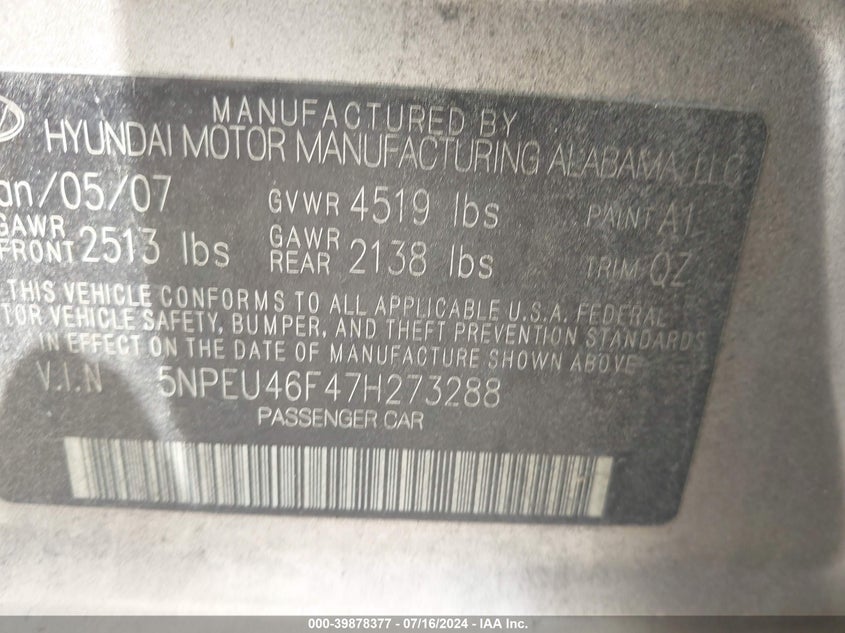 MANUFACTURED BY
HYUNDAI MOTOR MANUFACTURING ALABAMA, LLC
an/05/07 GVWR 4519 lbs PAINT A1
GAWR FRONT 2513 lbs GAWR REAR 2138 lbs TRIM QZ
THIS VEHICLE CONFORMS TO ALL APPLICABLE U.S.A. FEDERAL
TOR VEHICLE SAFETY, BUMPER, AND THEFT PREVENTION STANDARDS
IN EFFECT ON THE DATE OF MANUFACTURE SHOWN ABOVE.
V.I.N 5NPEU46F47H273288
PASSENGER CAR
000-39878377 - 07/16/2024 - IAA Inc.